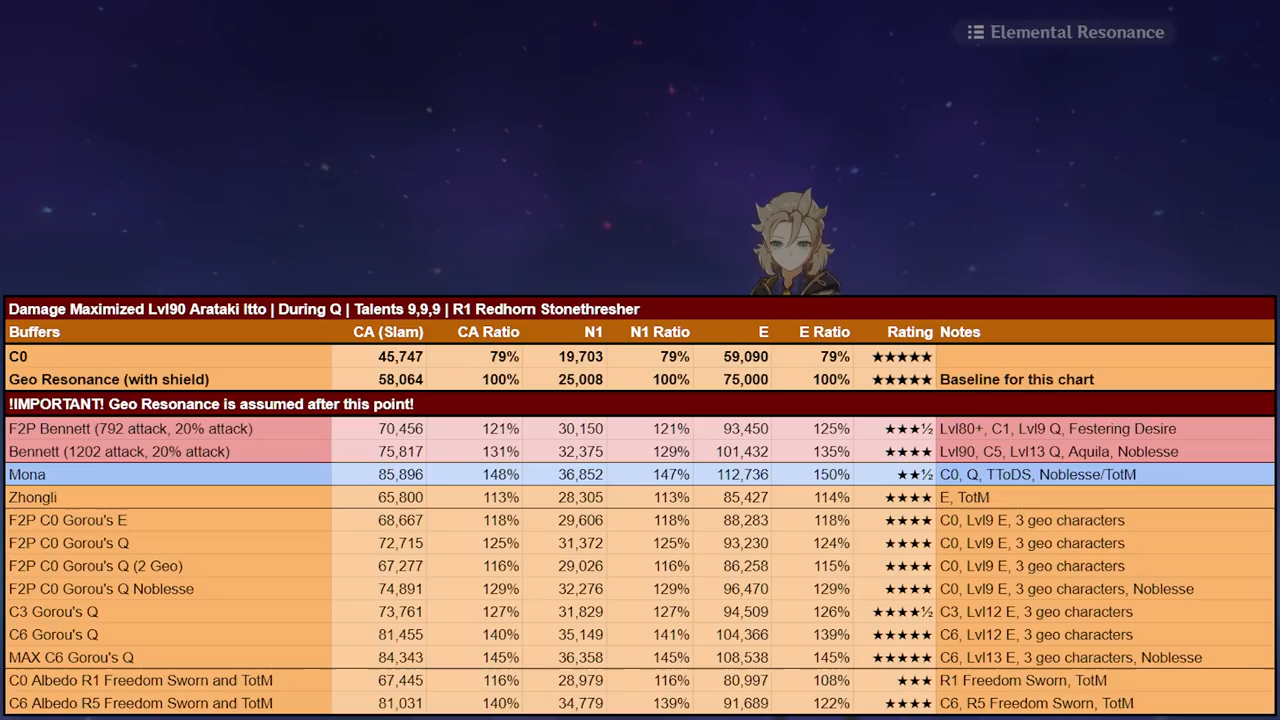 Elemental Resonance
Damage Maximized Lvl90 Arataki Itto | During Q | Talents 9,9,9 | R1 Redhorn Stonethresher
Buffers CA (Slam) CA Ratio N1 N1 Ratio E E Ratio Rating Notes
C0 45,747 79% 19,703 79% 59,090 79% ★★★★★
Geo Resonance (with shield) 58,064 100% 25,008 100% 75,000 100% ★★★★★ Baseline for this chart
!IMPORTANT! Geo Resonance is assumed after this point!
F2P Bennett (792 attack, 20% attack) 70,456 121% 30,150 121% 93,450 125% ★★★½ Lvl80+, C1, Lvl9 Q, Festering Desire
Bennett (1202 attack, 20% attack) 75,817 131% 32,375 129% 101,432 135% ★★★★ Lvl90, C5, Lvl13 Q, Aquila, Noblesse
Mona 85,896 148% 36,852 147% 112,736 150% ★★½ C0, Q, TToDS, Noblesse/TotM
Zhongli 65,800 113% 28,305 113% 85,427 114% ★★★★ E, TotM
F2P C0 Gorou's E 68,667 118% 29,606 118% 88,283 118% ★★★★ C0, Lvl9 E, 3 geo characters
F2P C0 Gorou's Q 72,715 125% 31,372 125% 93,230 124% ★★★★ C0, Lvl9 E, 3 geo characters
F2P C0 Gorou's Q (2 Geo) 67,277 116% 29,026 116% 86,258 115% ★★★★ C0, Lvl9 E, 3 geo characters
F2P C0 Gorou's Q Noblesse 74,891 129% 32,276 129% 96,470 129% ★★★★ C0, Lvl9 E, 3 geo characters, Noblesse
C3 Gorou's Q 73,761 127% 31,829 127% 94,509 126% ★★★★½ C3, Lvl12 E, 3 geo characters
C6 Gorou's Q 81,455 140% 35,149 141% 104,366 139% ★★★★★ C6, Lvl12 E, 3 geo characters
MAX C6 Gorou's Q 84,343 145% 36,358 145% 108,538 145% ★★★★★ C6, Lvl13 E, 3 geo characters, Noblesse
C0 Albedo R1 Freedom Sworn and TotM 67,445 116% 28,979 116% 80,997 108% ★★★ R1 Freedom Sworn, TotM
C6 Albedo R5 Freedom Sworn and TotM 81,031 140% 34,779 139% 91,689 122% ★★★★ C6, R5 Freedom Sworn, TotM